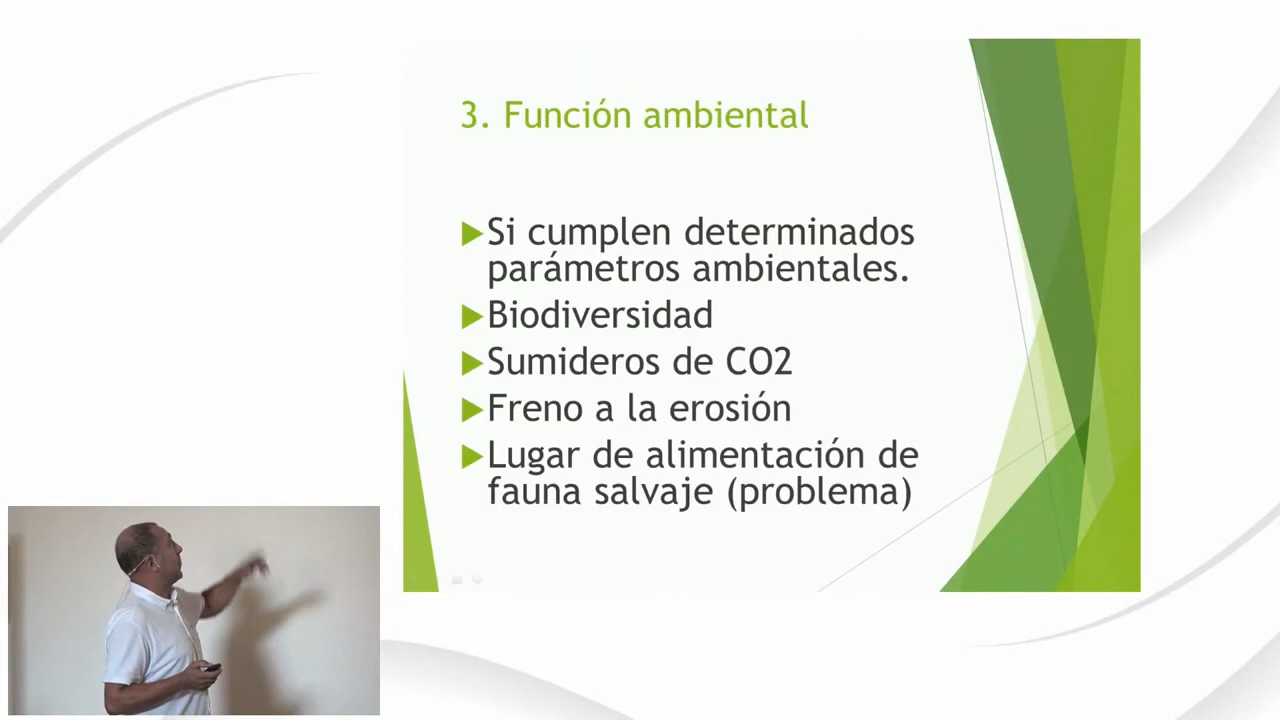 3. Función ambiental
Si cumplen determinados
parámetros ambientales.
Biodiversidad
Sumideros de CO2
Freno a la erosión
Lugar de alimentación de
fauna salvaje (problema)